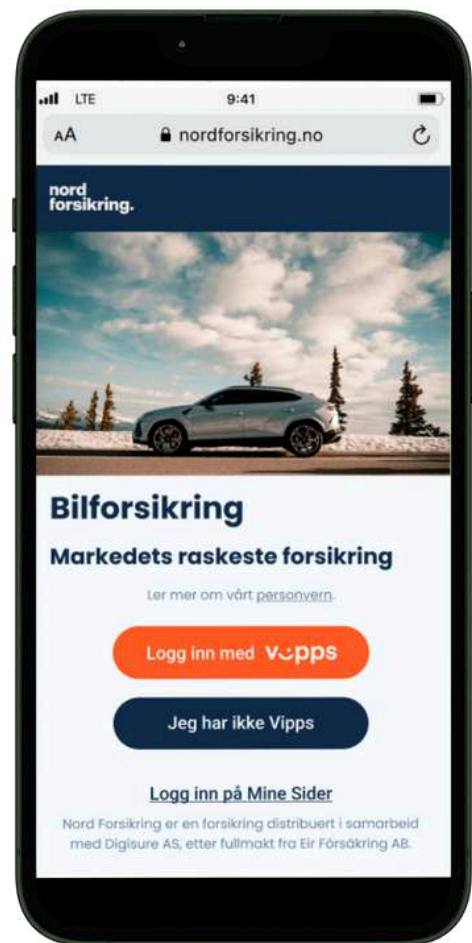 LTE 9:41
AA nordforsikring.no
nord
forsikring.
Bilforsikring
Markedets raskeste forsikring
Ler mer om vårt personvern.
Logg inn med vipps
Jeg har ikke Vipps
Logg inn på Mine Sider
Nord Forsikring er en forsikring distribuert i samarbeid
med Digisure AS, etter fullmakt fra Eir Försäkring AB.